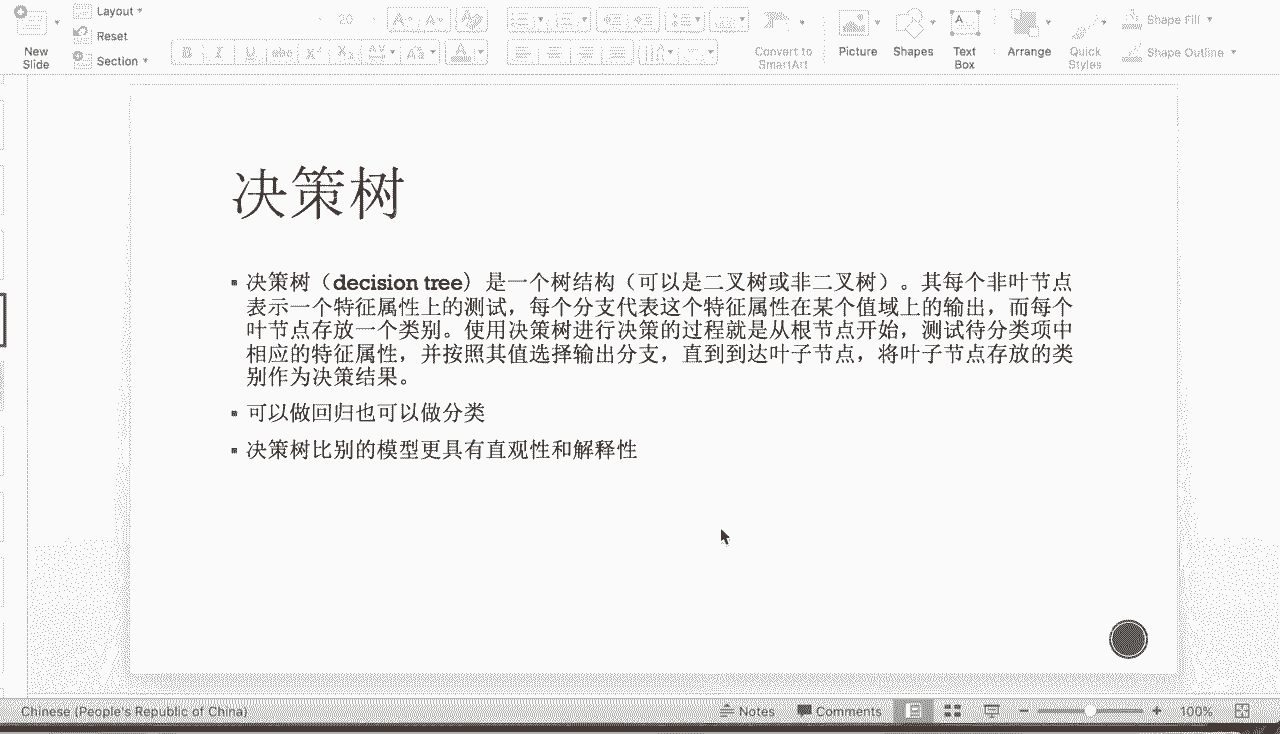 Layout
20
Reset
New
Slide
Section
Convert to
SmartArt
Picture
Shapes
Text
Box
Arrange
Quick
Styles
Shape Fill
Shape Outline
决策树
决策树（decision tree）是一个树结构（可以是二叉树或非二叉树）。其每个非叶节点
表示一个特征属性上的测试，每个分支代表这个特征属性在某个值域上的输出，而每个
叶节点存放一个类别。使用决策树进行决策的过程就是从根节点开始，测试待分类项中
相应的特征属性，并按照其值选择输出分支，直到到达叶子节点，将叶子节点存放的类
别作为决策结果。
可以做回归也可以做分类
决策树比别的模型更具有直观性和解释性
Chinese (People's Republic of China)
Notes
Comments
100%